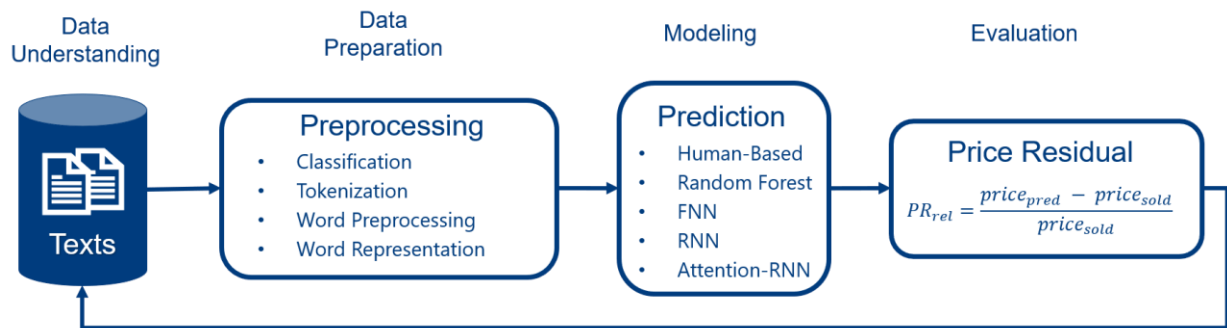 Data
Understanding
Data
Preparation
Modeling
Evaluation
Texts
Preprocessing
• Classification
• Tokenization
• Word Preprocessing
• Word Representation
Prediction
• Human-Based
• Random Forest
• FNN
• RNN
• Attention-RNN
Price Residual
PR_rel = (price_pred − price_sold) / price_sold